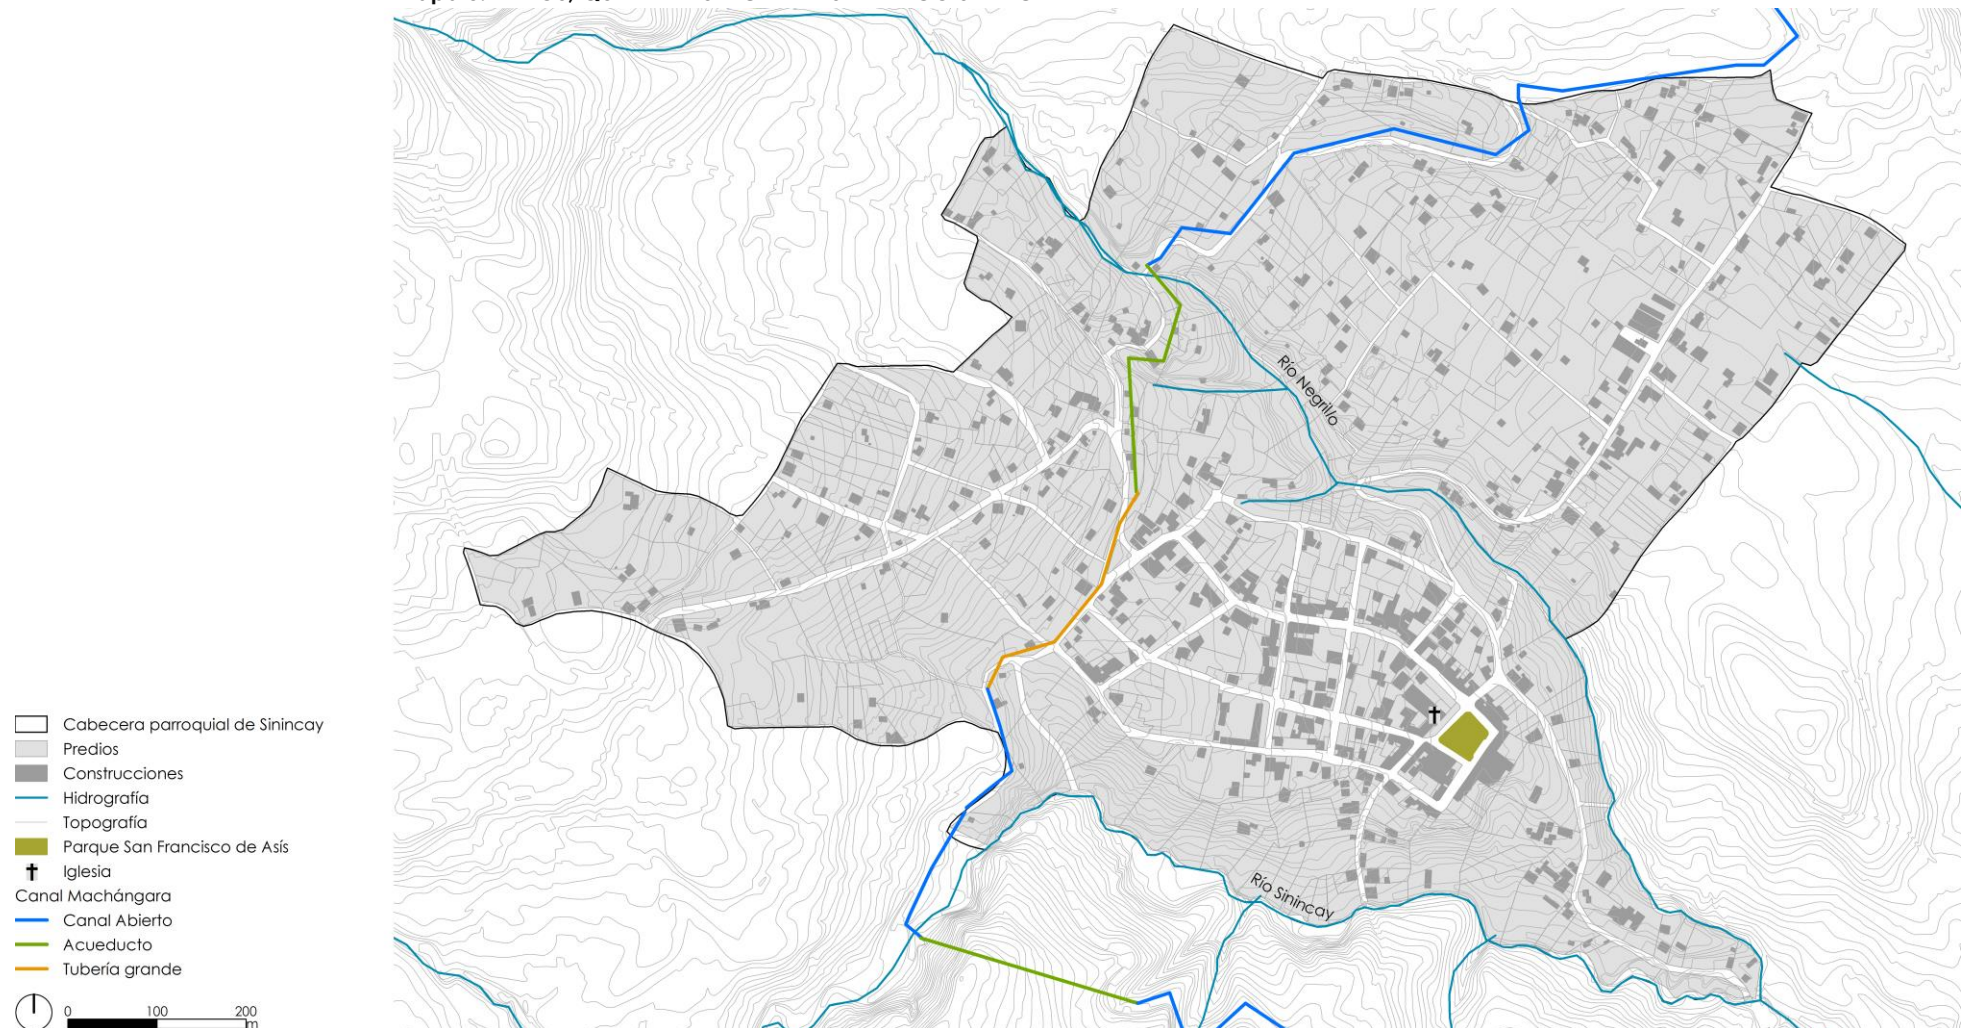 Río Negrillo
Río Sinincay
Cabecera parroquial de Sinincay
Predios
Construcciones
Hidrografía
Topografía
Parque San Francisco de Asís
Iglesia
Canal Machángara
Canal Abierto
Acueducto
Tubería grande
0 100 200
m